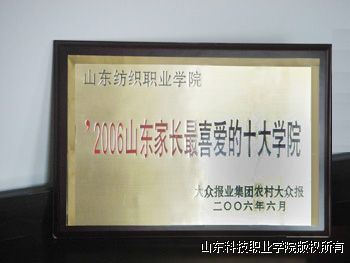 山东纺织职业学院
’2006山东家长最喜爱的十大学院
大众报业集团农村大众报
二〇〇六年六月
山东科技职业学院版权所有